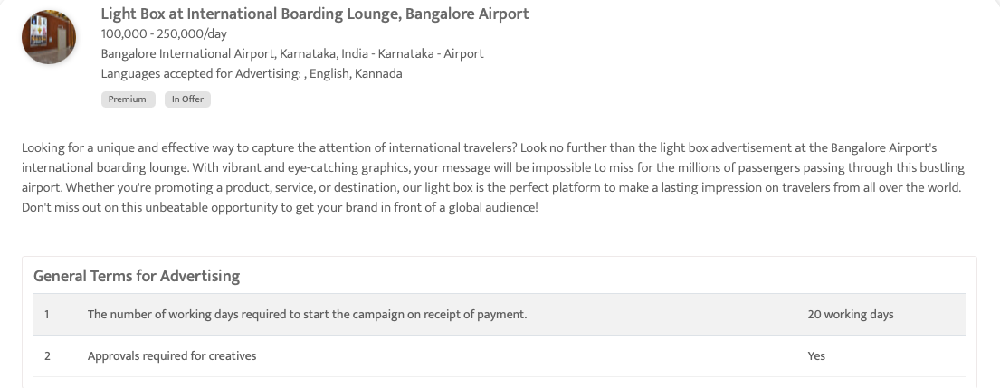 Light Box at International Boarding Lounge, Bangalore Airport
100,000 - 250,000/day
Bangalore International Airport, Karnataka, India - Karnataka - Airport
Languages accepted for Advertising: , English, Kannada
Premium In Offer
Looking for a unique and effective way to capture the attention of international travelers? Look no further than the light box advertisement at the Bangalore Airport's
international boarding lounge. With vibrant and eye-catching graphics, your message will be impossible to miss for the millions of passengers passing through this bustling
airport. Whether you're promoting a product, service, or destination, our light box is the perfect platform to make a lasting impression on travelers from all over the world.
Don't miss out on this unbeatable opportunity to get your brand in front of a global audience!
General Terms for Advertising
1 The number of working days required to start the campaign on receipt of payment. 20 working days
2 Approvals required for creatives Yes